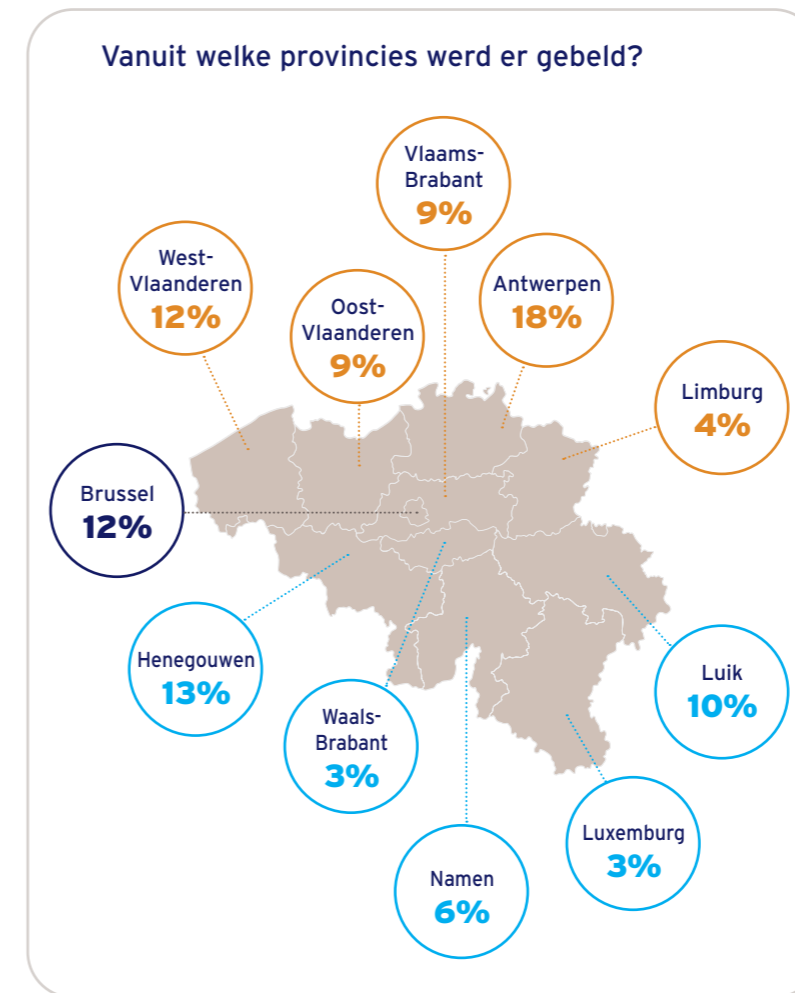 Vanuit welke provincies werd er gebeld?
Vlaams-
Brabant
9%
West-
Vlaanderen
12%
Oost-
Vlaanderen
9%
Antwerpen
18%
Limburg
4%
Brussel
12%
Henegouwen
13%
Waals-
Brabant
3%
Namen
6%
Luxemburg
3%
Luik
10%